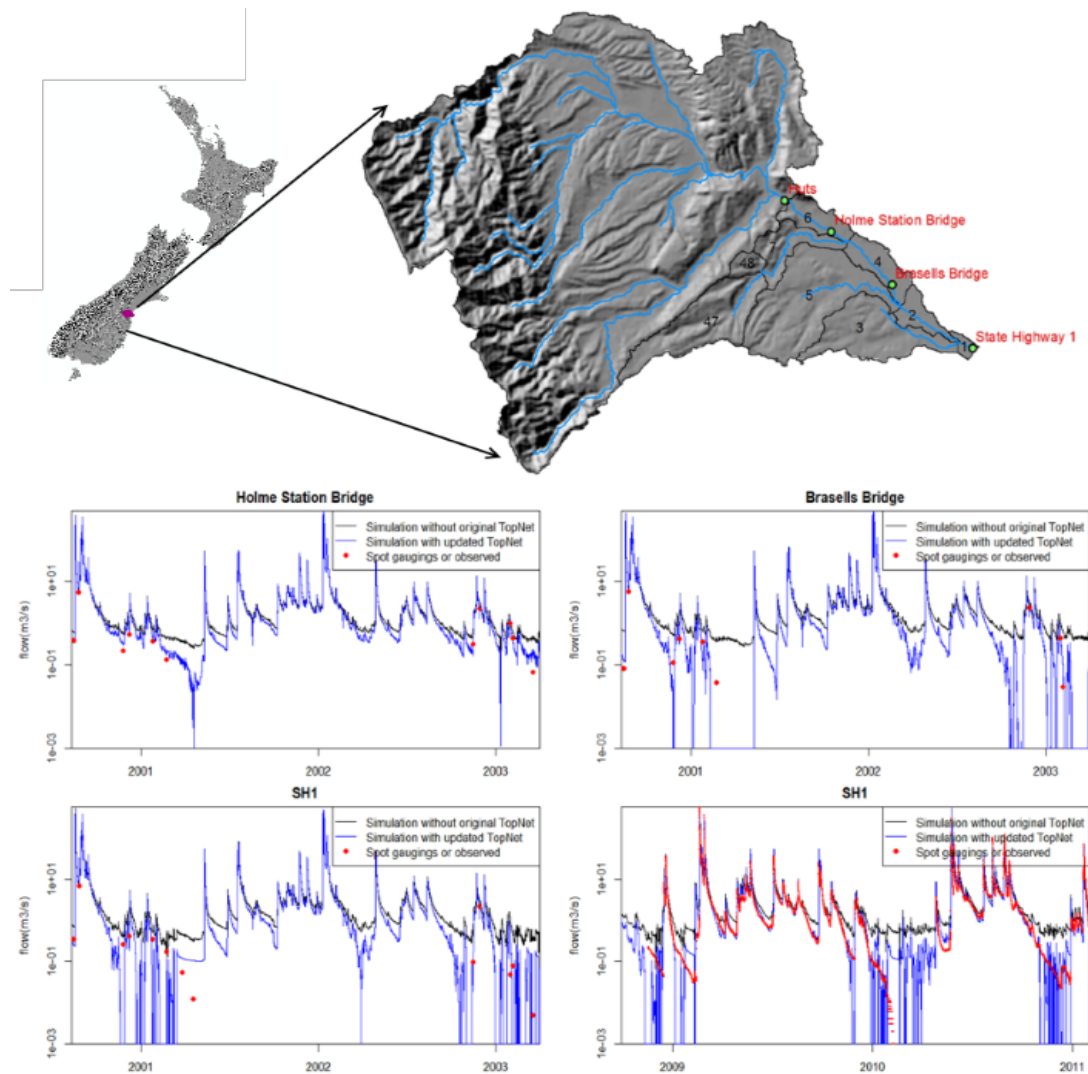 Huts
6
Holme Station Bridge
48
4
Brasells Bridge
5
47
2
3
State Highway 1
1
Holme Station Bridge
Simulation without original TopNet
Simulation with updated TopNet
Spot gaugings or observed
flow(m3/s)
1e+01
1e-01
1e-03
2001
2002
2003
Brasells Bridge
Simulation without original TopNet
Simulation with updated TopNet
Spot gaugings or observed
flow(m3/s)
1e+01
1e-01
1e-03
2001
2002
2003
SH1
Simulation without original TopNet
Simulation with updated TopNet
Spot gaugings or observed
flow(m3/s)
1e+01
1e-01
1e-03
2001
2002
2003
SH1
Simulation without original TopNet
Simulation with updated TopNet
Spot gaugings or observed
flow(m3/s)
1e+01
1e-01
1e-03
2009
2010
2011